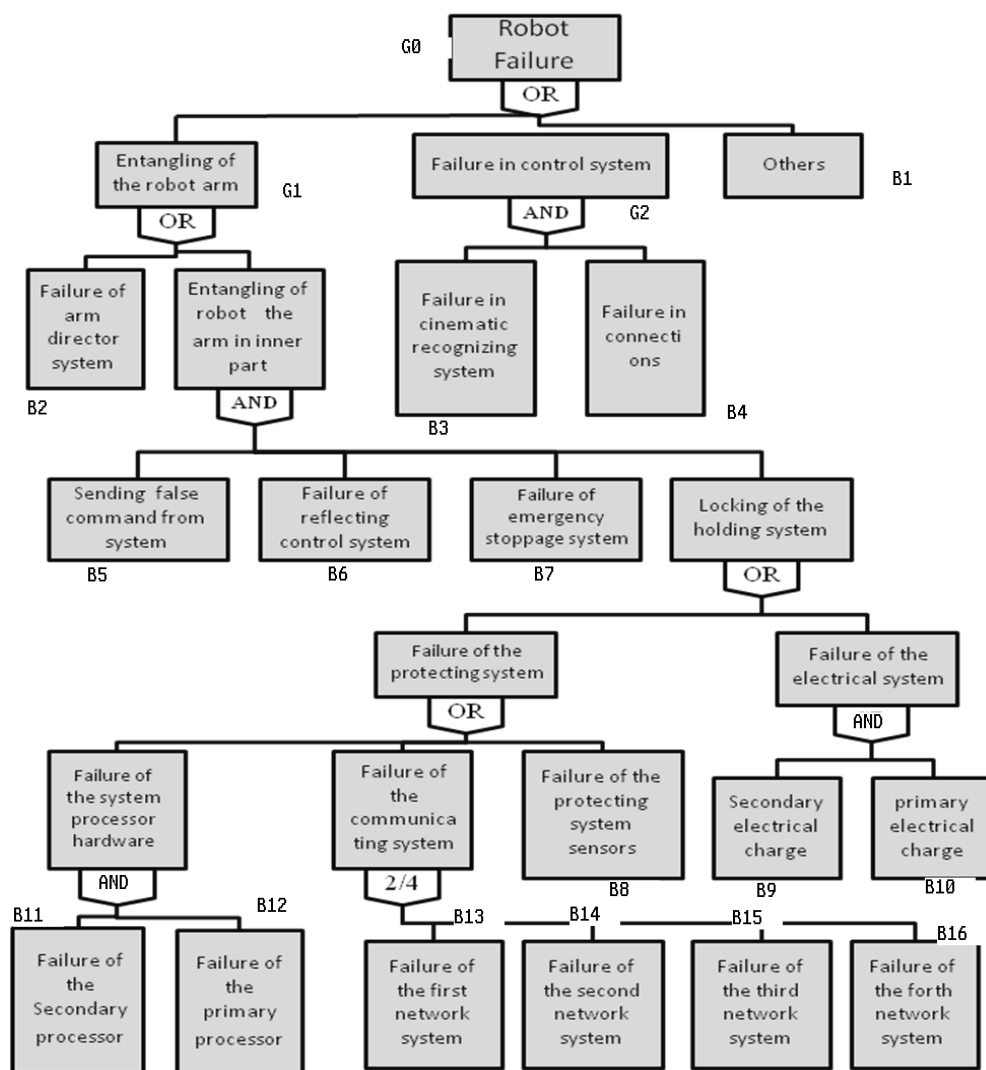 G0
Robot
Failure
OR
Entangling of
the robot arm
G1
OR
Failure in control system
G2
AND
Others
B1
Failure of
arm
director
system
B2
Entangling of
robot the
arm in inner
part
AND
Failure in
cinematic
recognizing
system
B3
Failure in
connecti
ons
B4
Sending false
command from
system
B5
Failure of
reflecting
control system
B6
Failure of
emergency
stoppage system
B7
Locking of the
holding system
OR
Failure of the
protecting system
OR
Failure of the
electrical system
AND
Failure of
the system
processor
hardware
AND
Failure of
the
communica
ting system
2/4
Failure of the
protecting
system
sensors
B8
Secondary
electrical
charge
B9
primary
electrical
charge
B10
B11
Failure of
the
Secondary
processor
B12
Failure of
the
primary
processor
B13
Failure of
the first
network
system
B14
Failure of
the second
network
system
B15
Failure of
the third
network
system
B16
Failure of
the forth
network
system